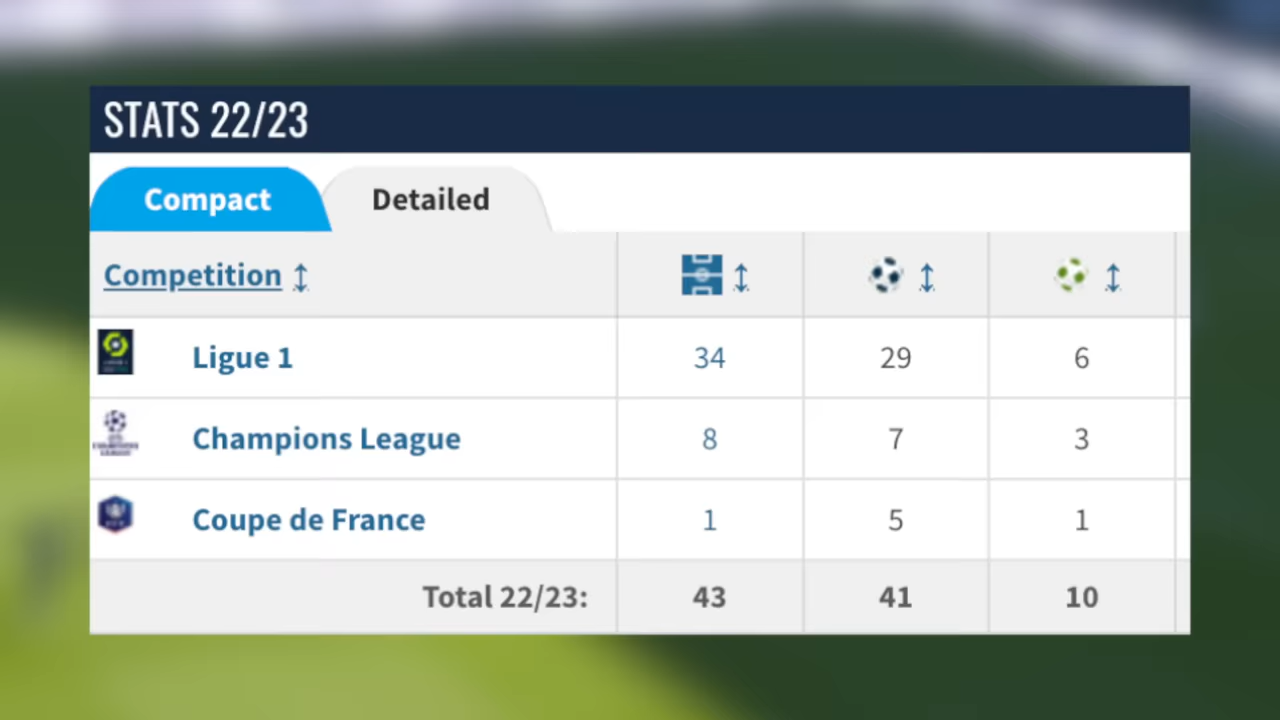 STATS 22/23
Compact Detailed
Competition
Ligue 1 34 29 6
Champions League 8 7 3
Coupe de France 1 5 1
Total 22/23: 43 41 10